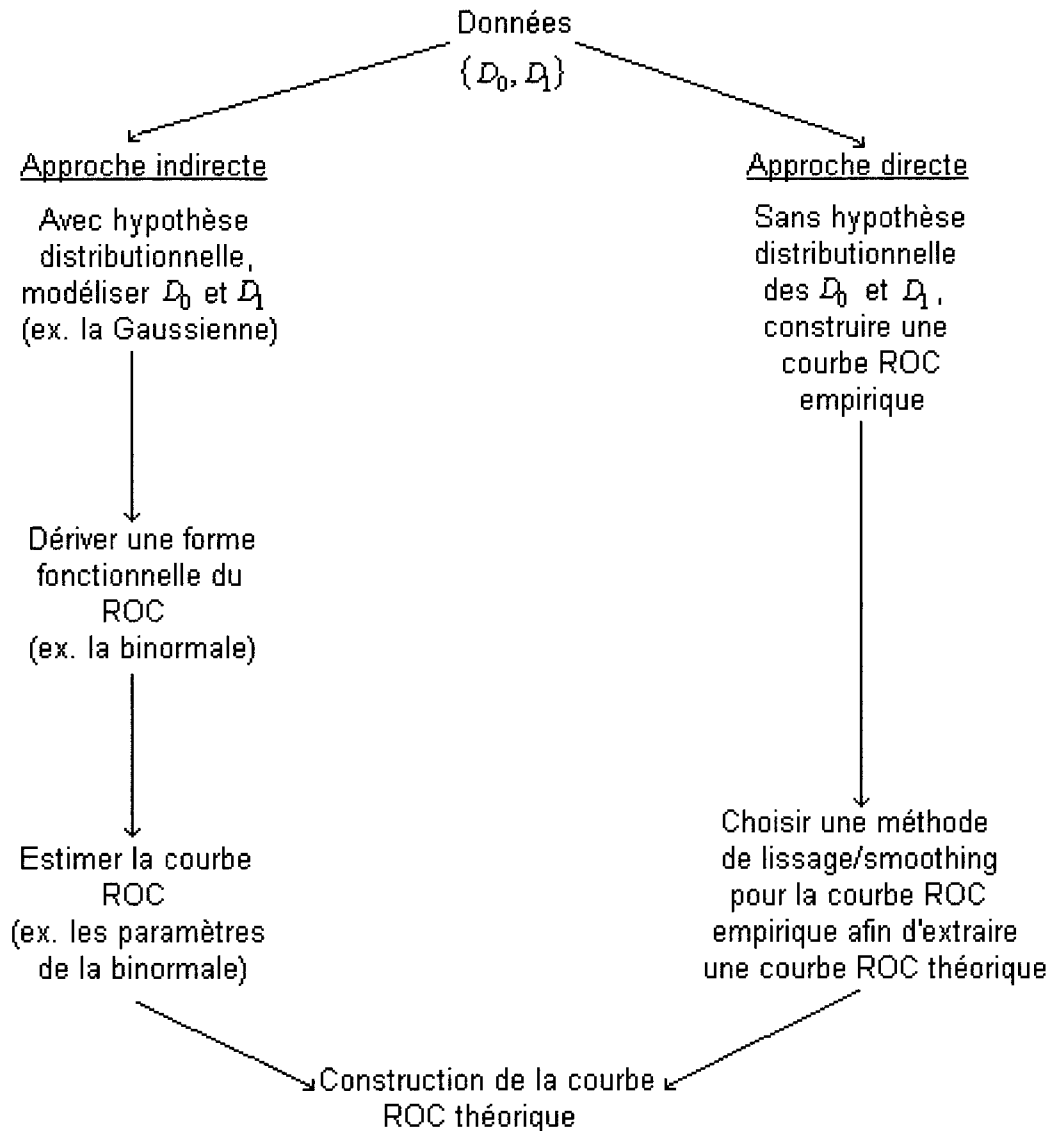 Données
{D₀, D₁}
Approche indirecte
Avec hypothèse
distributionnelle,
modéliser D₀ et D₁
(ex. la Gaussienne)
Dériver une forme
fonctionnelle du
ROC
(ex. la binormale)
Estimer la courbe
ROC
(ex. les paramètres
de la binormale)
Approche directe
Sans hypothèse
distributionnelle
des D₀ et D₁,
construire une
courbe ROC
empirique
Choisir une méthode
de lissage/smoothing
pour la courbe ROC
empirique afin d'extraire
une courbe ROC théorique
Construction de la courbe
ROC théorique